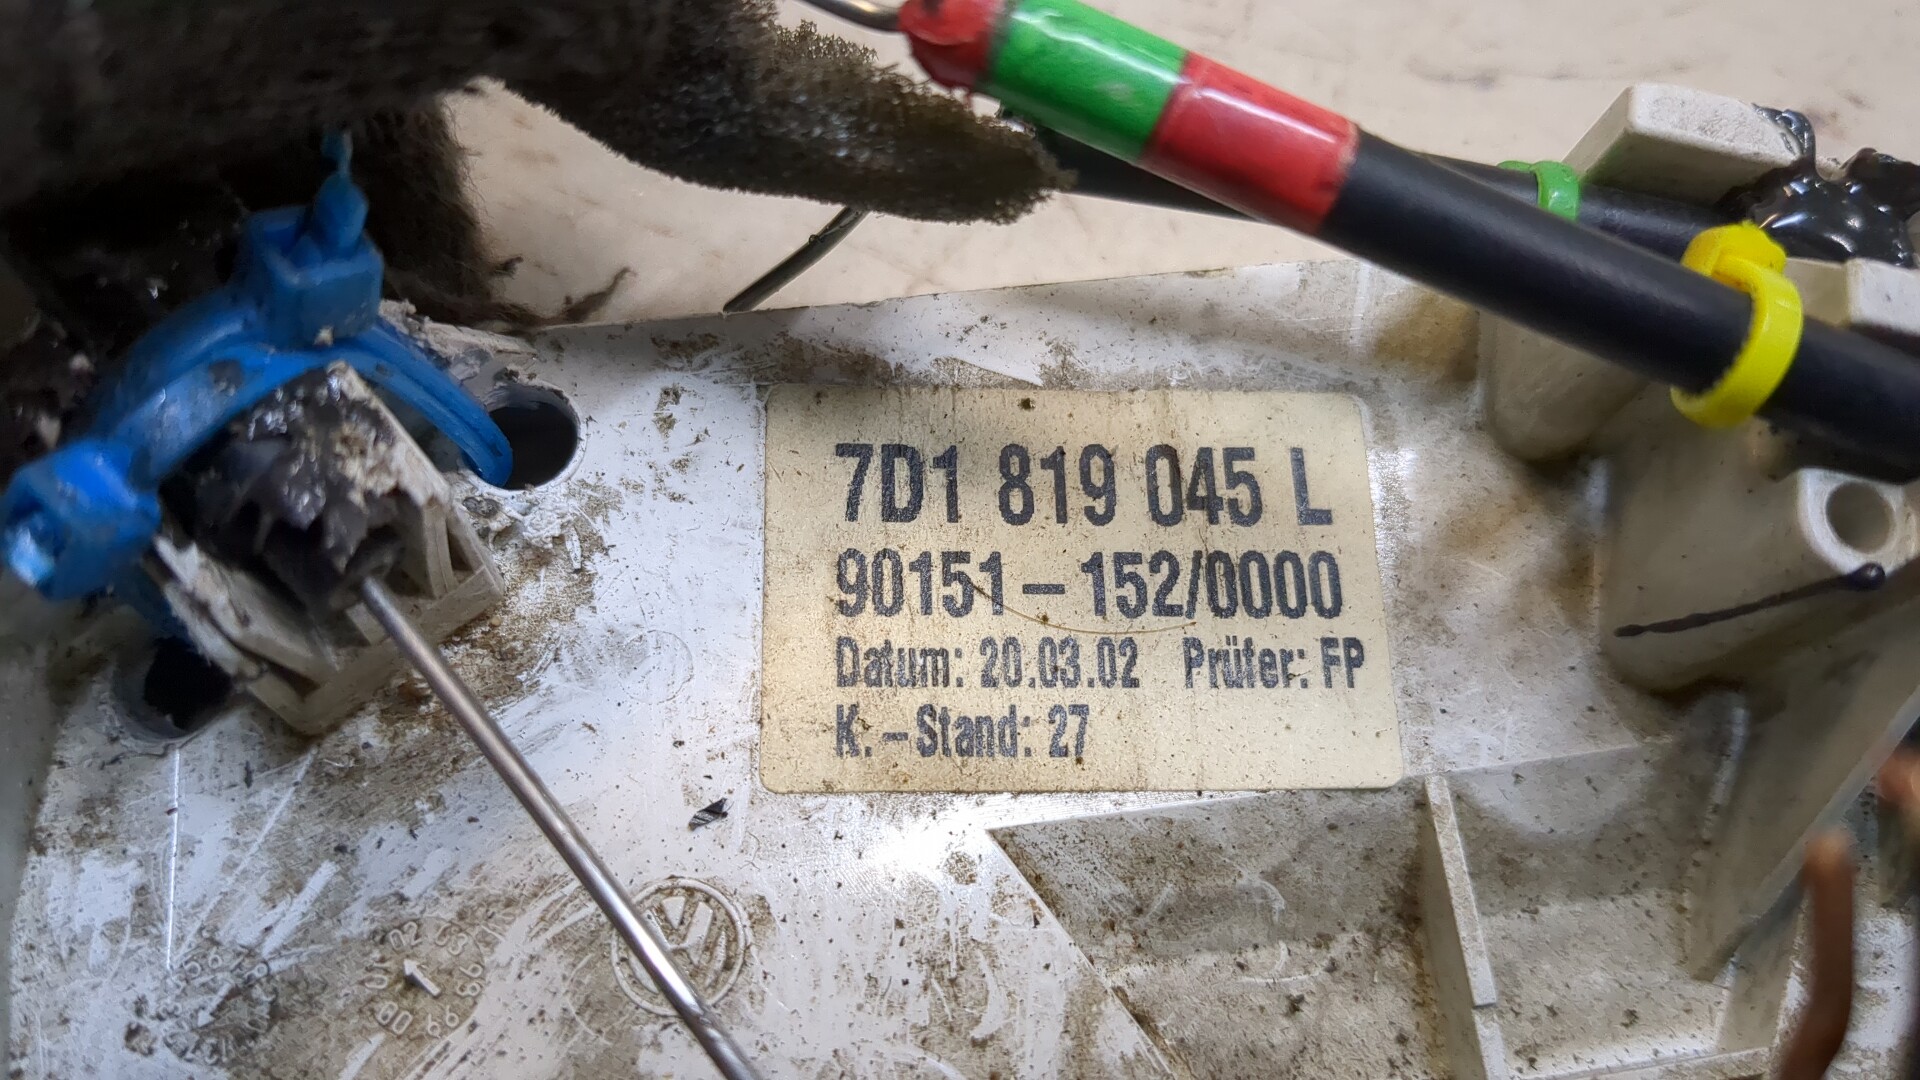 7D1 819 045 L
90151-152/0000
Datum: 20.03.02 Prüfer: FP
K.-Stand: 27